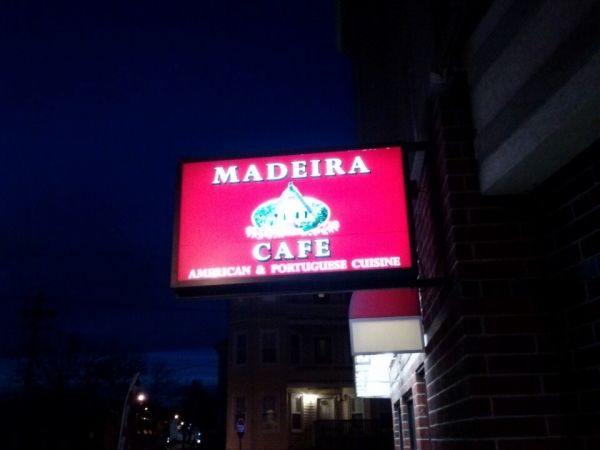 MADEIRA
CAFE
AMERICAN & PORTUGUESE CUISINE